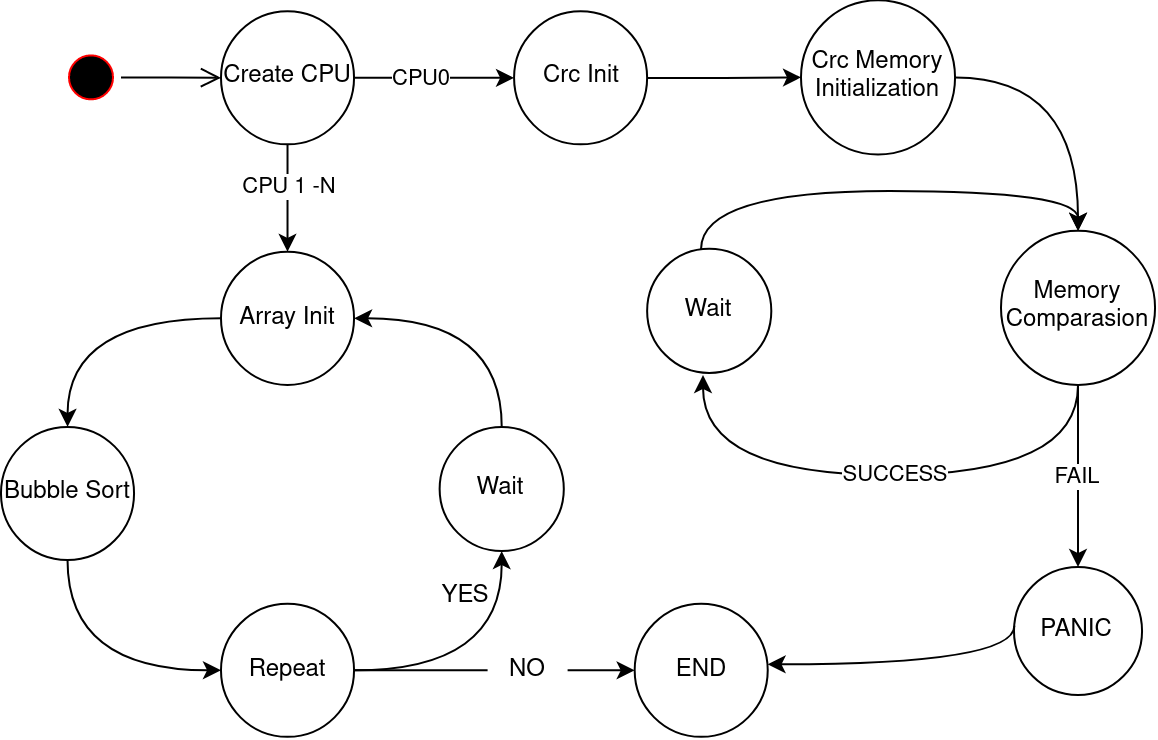 Create CPU
CPU0
Crc Init
Crc Memory
Initialization
CPU 1 -N
Array Init
Wait
Memory
Comparasion
Bubble Sort
Wait
SUCCESS
FAIL
YES
Repeat
NO
END
PANIC